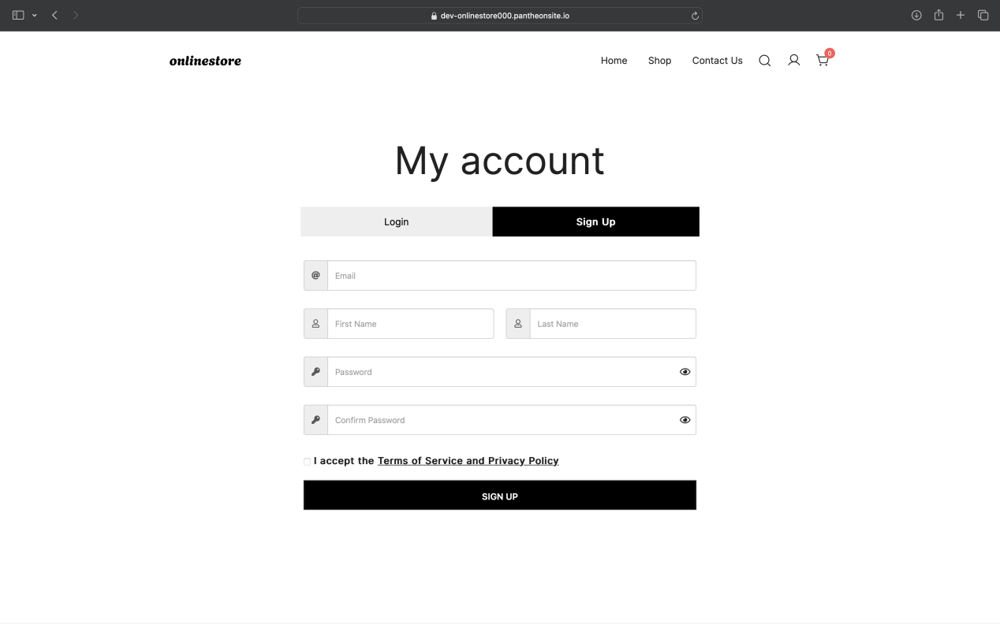 dev-onlinestore000.pantheonsite.io
onlinestore Home Shop Contact Us 0
My account
Login Sign Up
@ Email
First Name Last Name
Password
Confirm Password
I accept the Terms of Service and Privacy Policy
SIGN UP